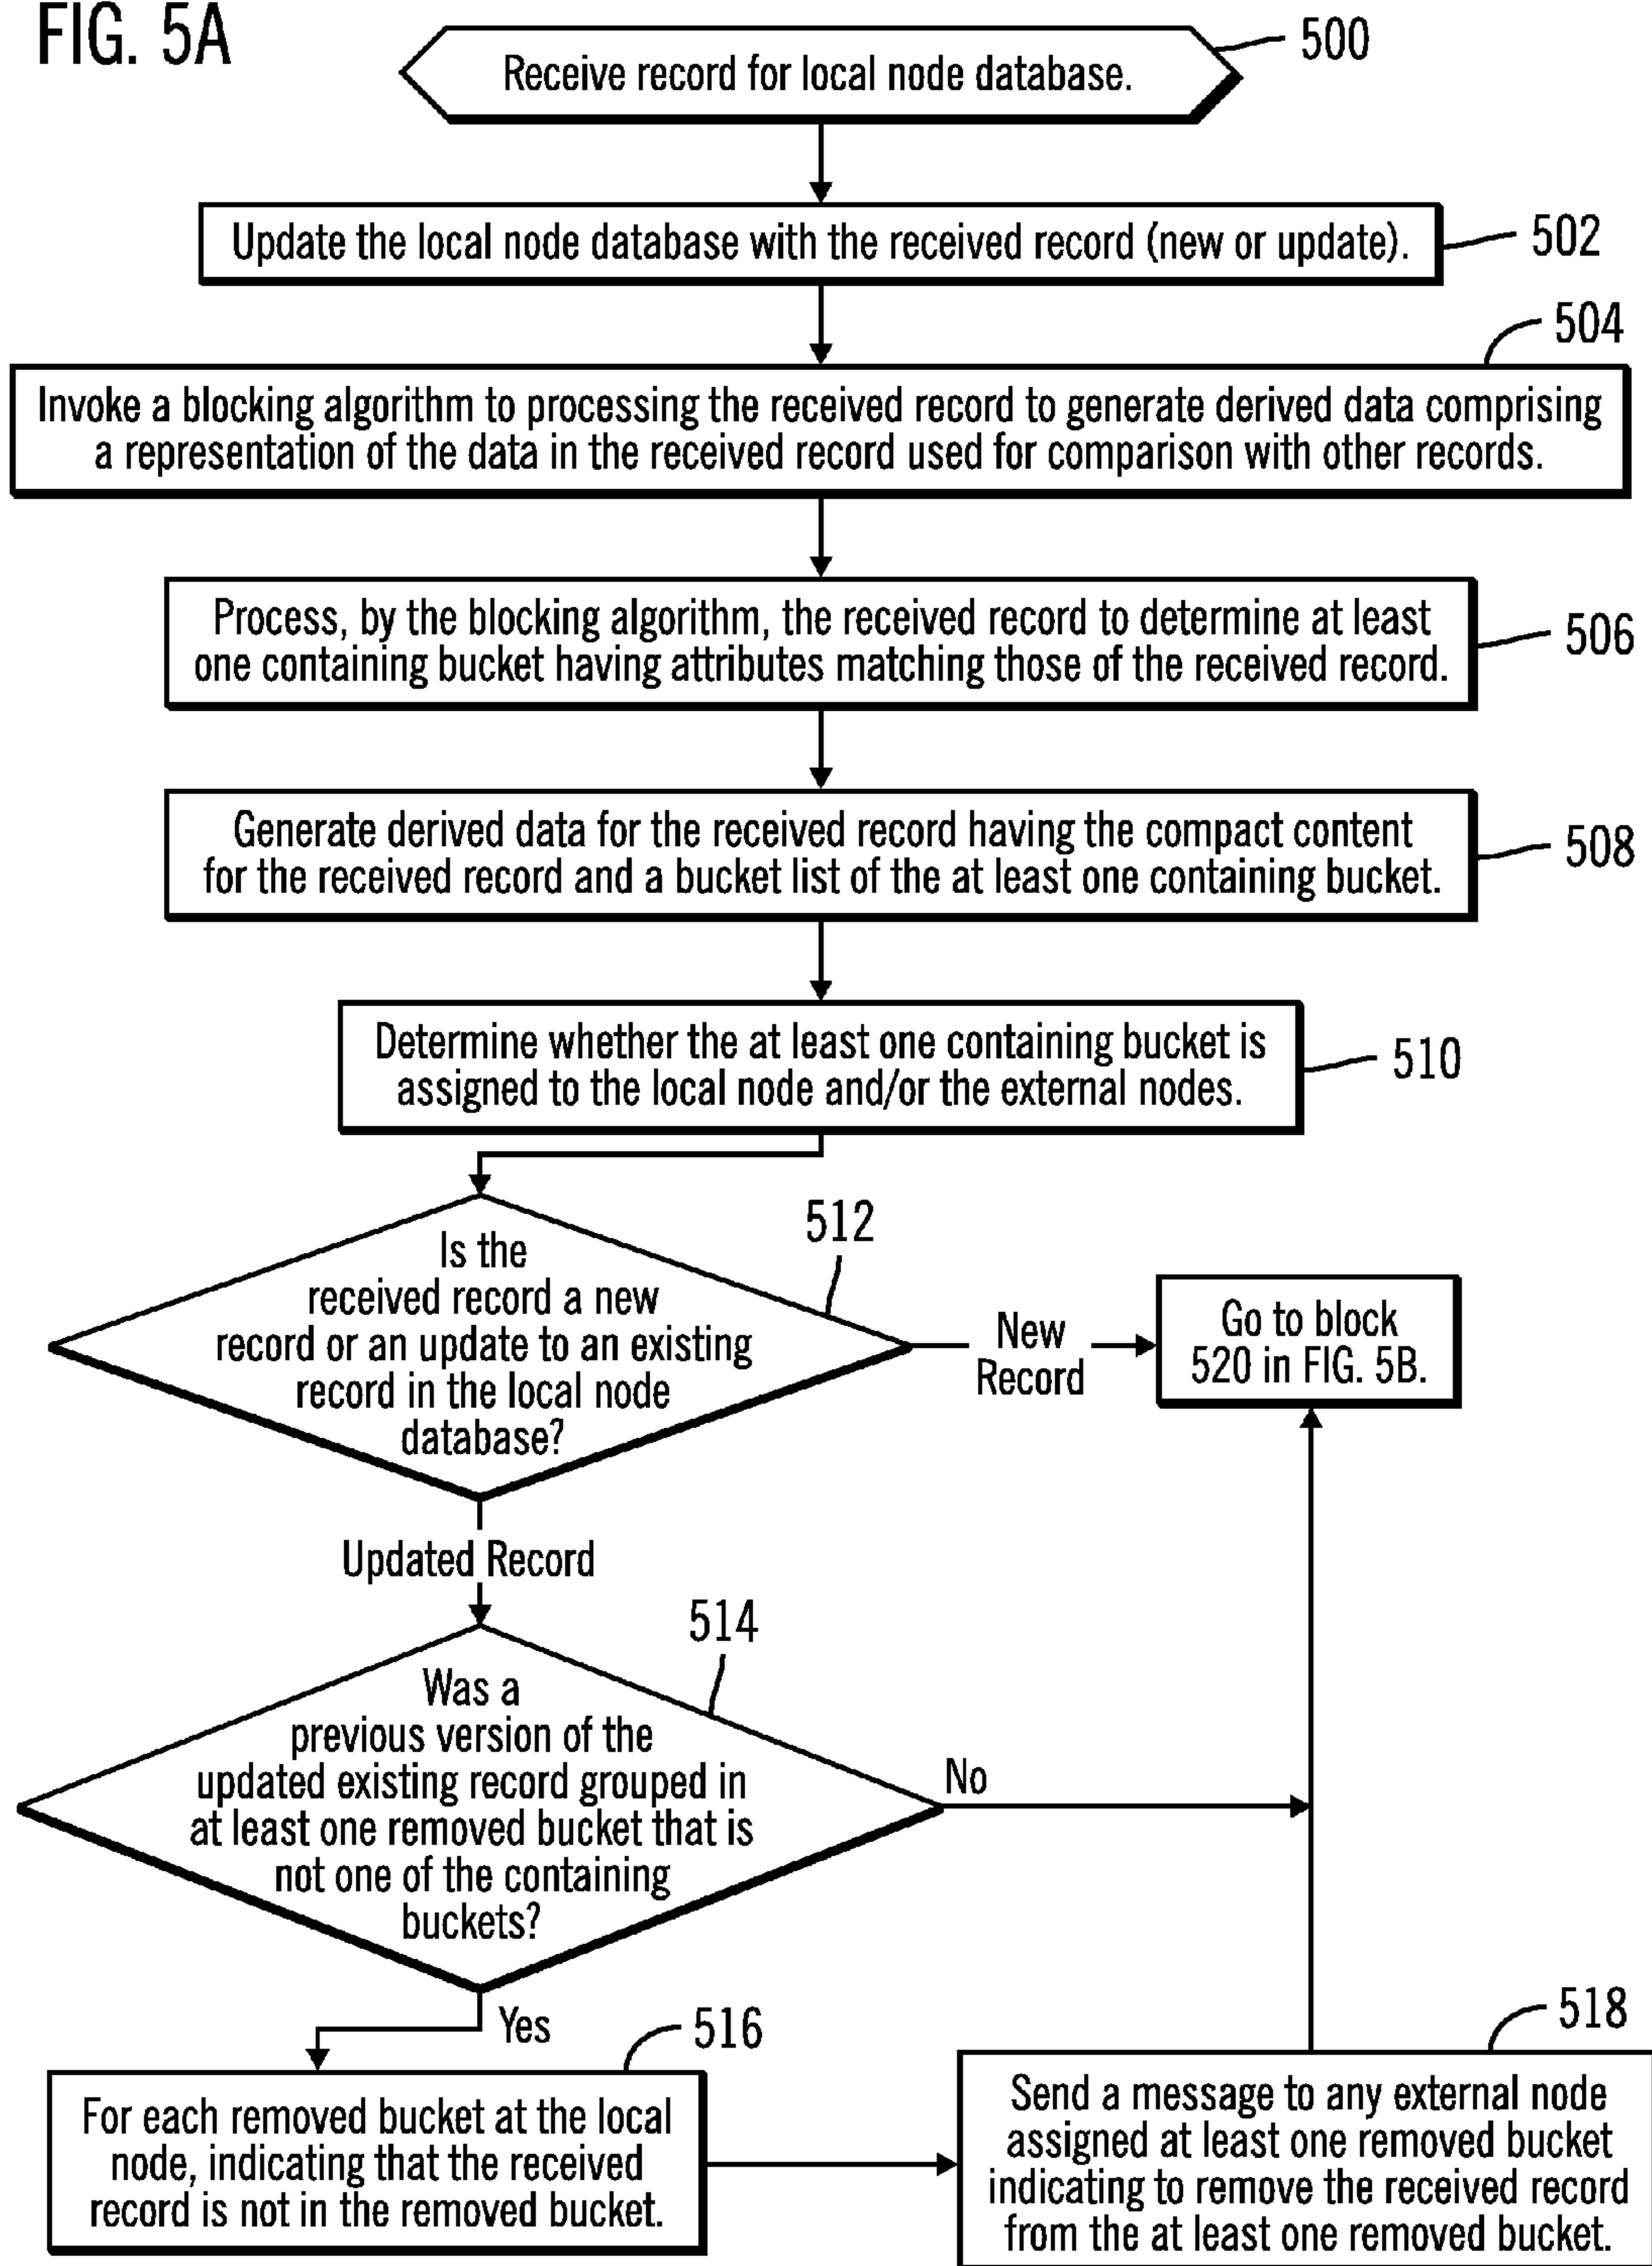 FIG. 5A
Receive record for local node database.
500
Update the local node database with the received record (new or update).
502
504
Invoke a blocking algorithm to processing the received record to generate derived data comprising
a representation of the data in the received record used for comparison with other records.
Process, by the blocking algorithm, the received record to determine at least
one containing bucket having attributes matching those of the received record.
506
Generate derived data for the received record having the compact content
for the received record and a bucket list of the at least one containing bucket.
508
Determine whether the at least one containing bucket is
assigned to the local node and/or the external nodes.
510
512
Is the
received record a new
record or an update to an existing
record in the local node
database?
New
Record
Go to block
520 in FIG. 5B.
Updated Record
514
Was a
previous version of the
updated existing record grouped in
at least one removed bucket that is
not one of the containing
buckets?
No
Yes
516
For each removed bucket at the local
node, indicating that the received
record is not in the removed bucket.
518
Send a message to any external node
assigned at least one removed bucket
indicating to remove the received record
from the at least one removed bucket.